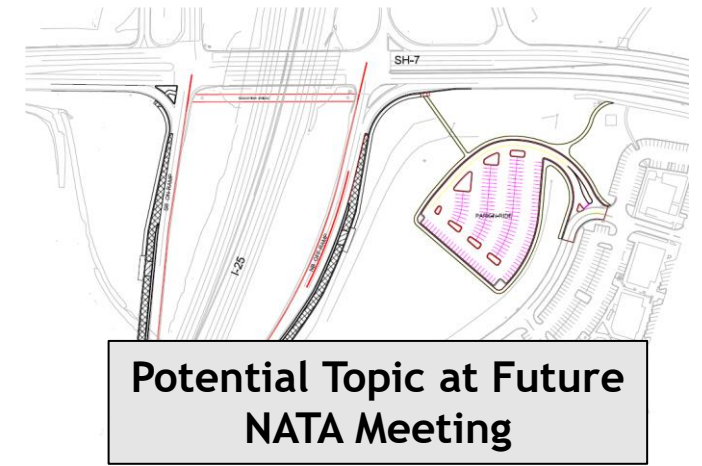 SH-7
PARK-N-RIDE
I-25
Potential Topic at Future
NATA Meeting